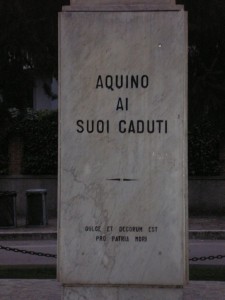 AQUINO
AI
SUOI CADUTI
DULCE ET DECORUM EST
PRO PATRIA MORI